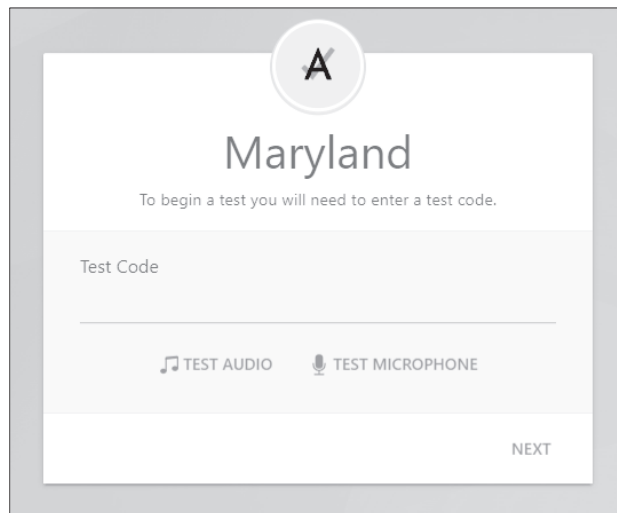 A
Maryland
To begin a test you will need to enter a test code.
Test Code
TEST AUDIO TEST MICROPHONE
NEXT